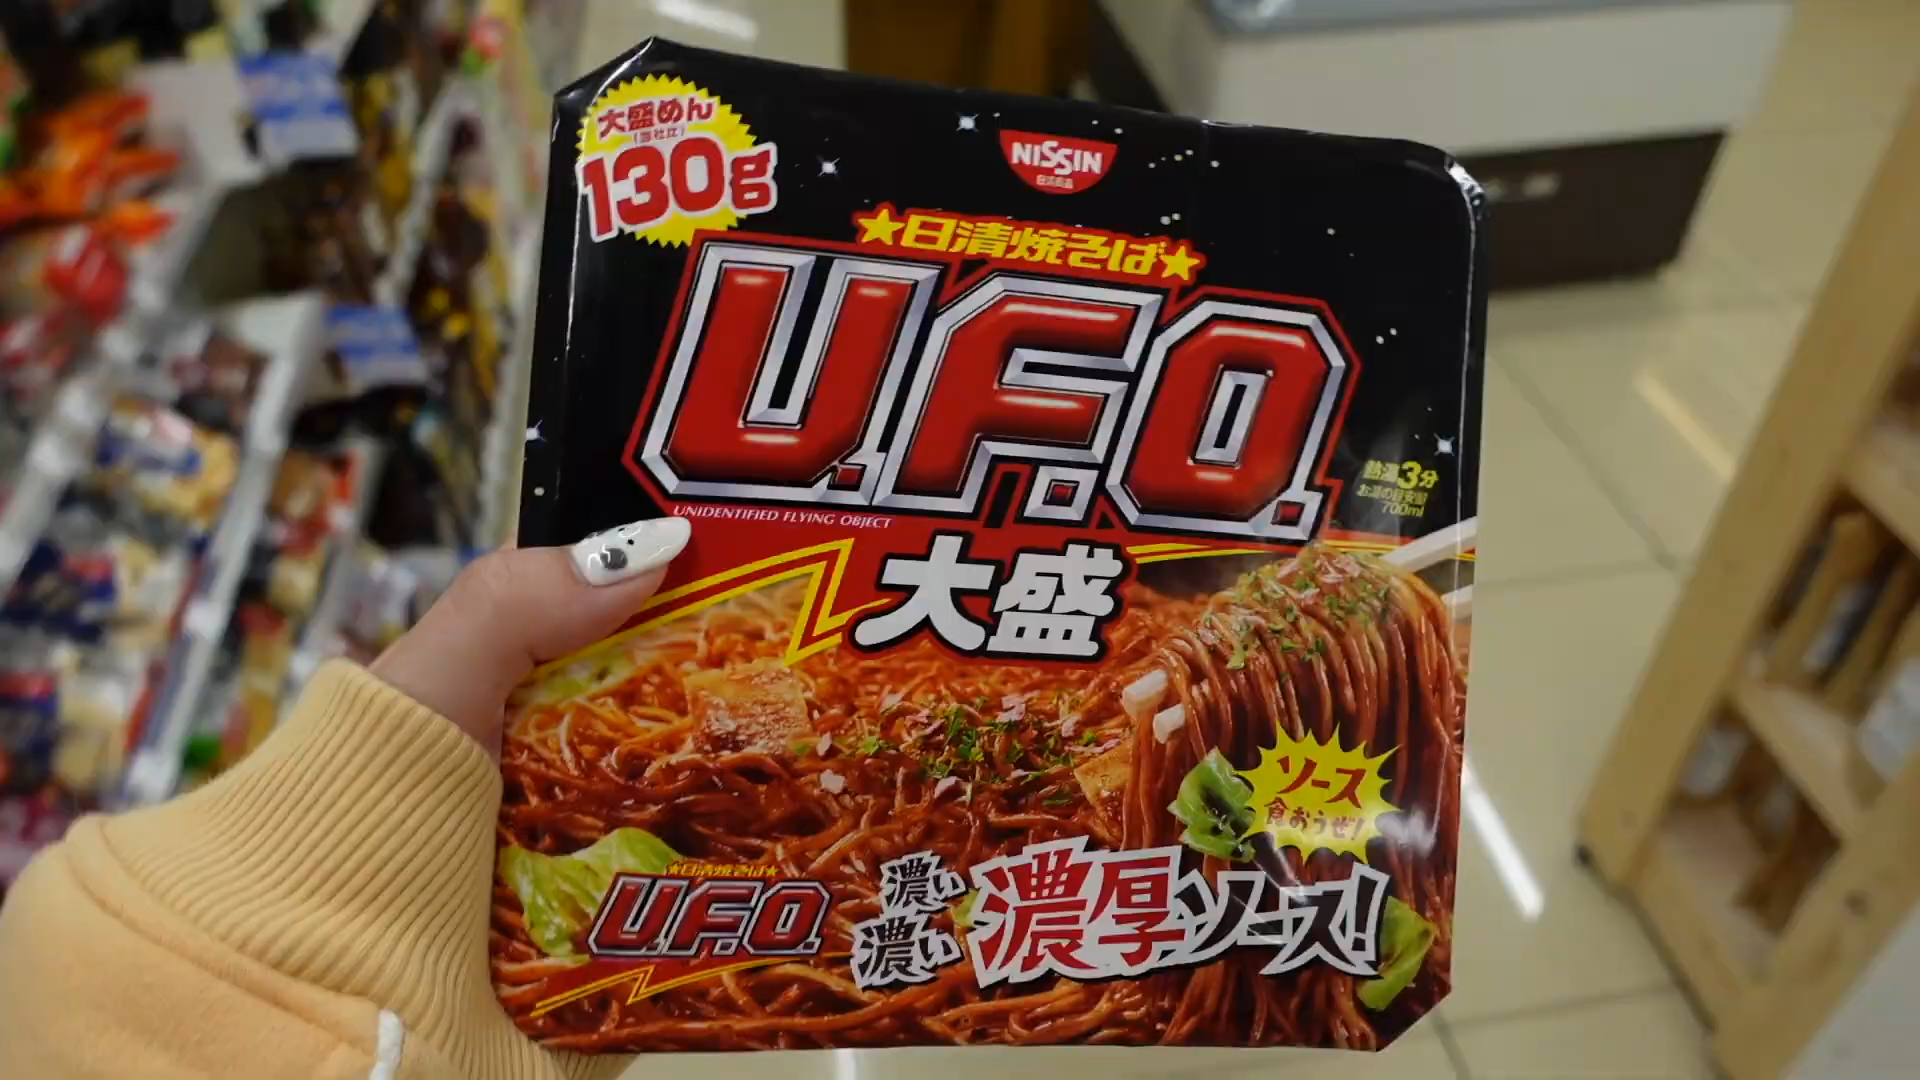 大盛めん
(当社比)
130g
NISSIN
日清食品
★日清焼そば★
U.F.O.
UNIDENTIFIED FLYING OBJECT
熱湯3分
お湯の目安量
700ml
大盛
ソース
食おうぜ!
★日清焼そば★
U.F.O.
濃い
濃い
濃厚ソース!